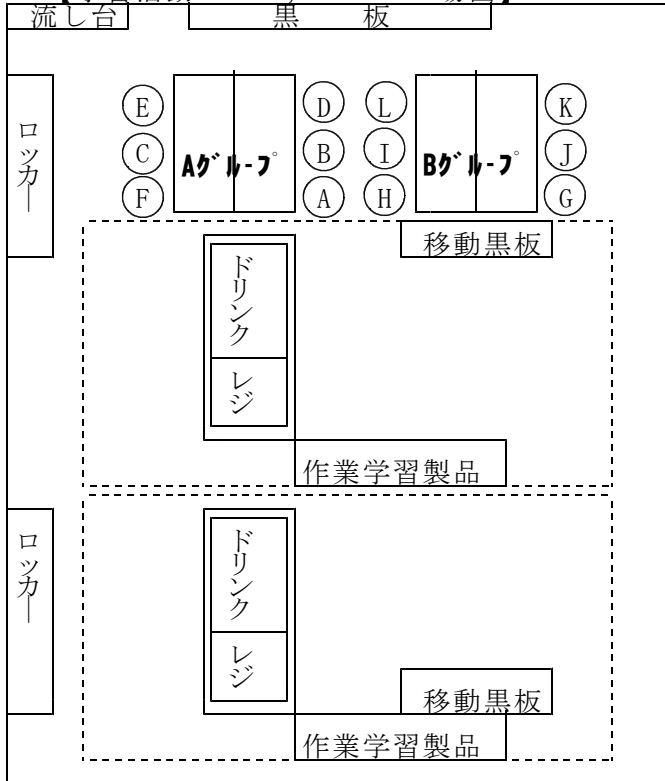 流し台
黒 板
E
D
L
K
ロッカー
C
Aグループ
B
I
Bグループ
J
F
A
H
G
移動黒板
ドリンク
レジ
作業学習製品
ロッカー
ドリンク
レジ
移動黒板
作業学習製品